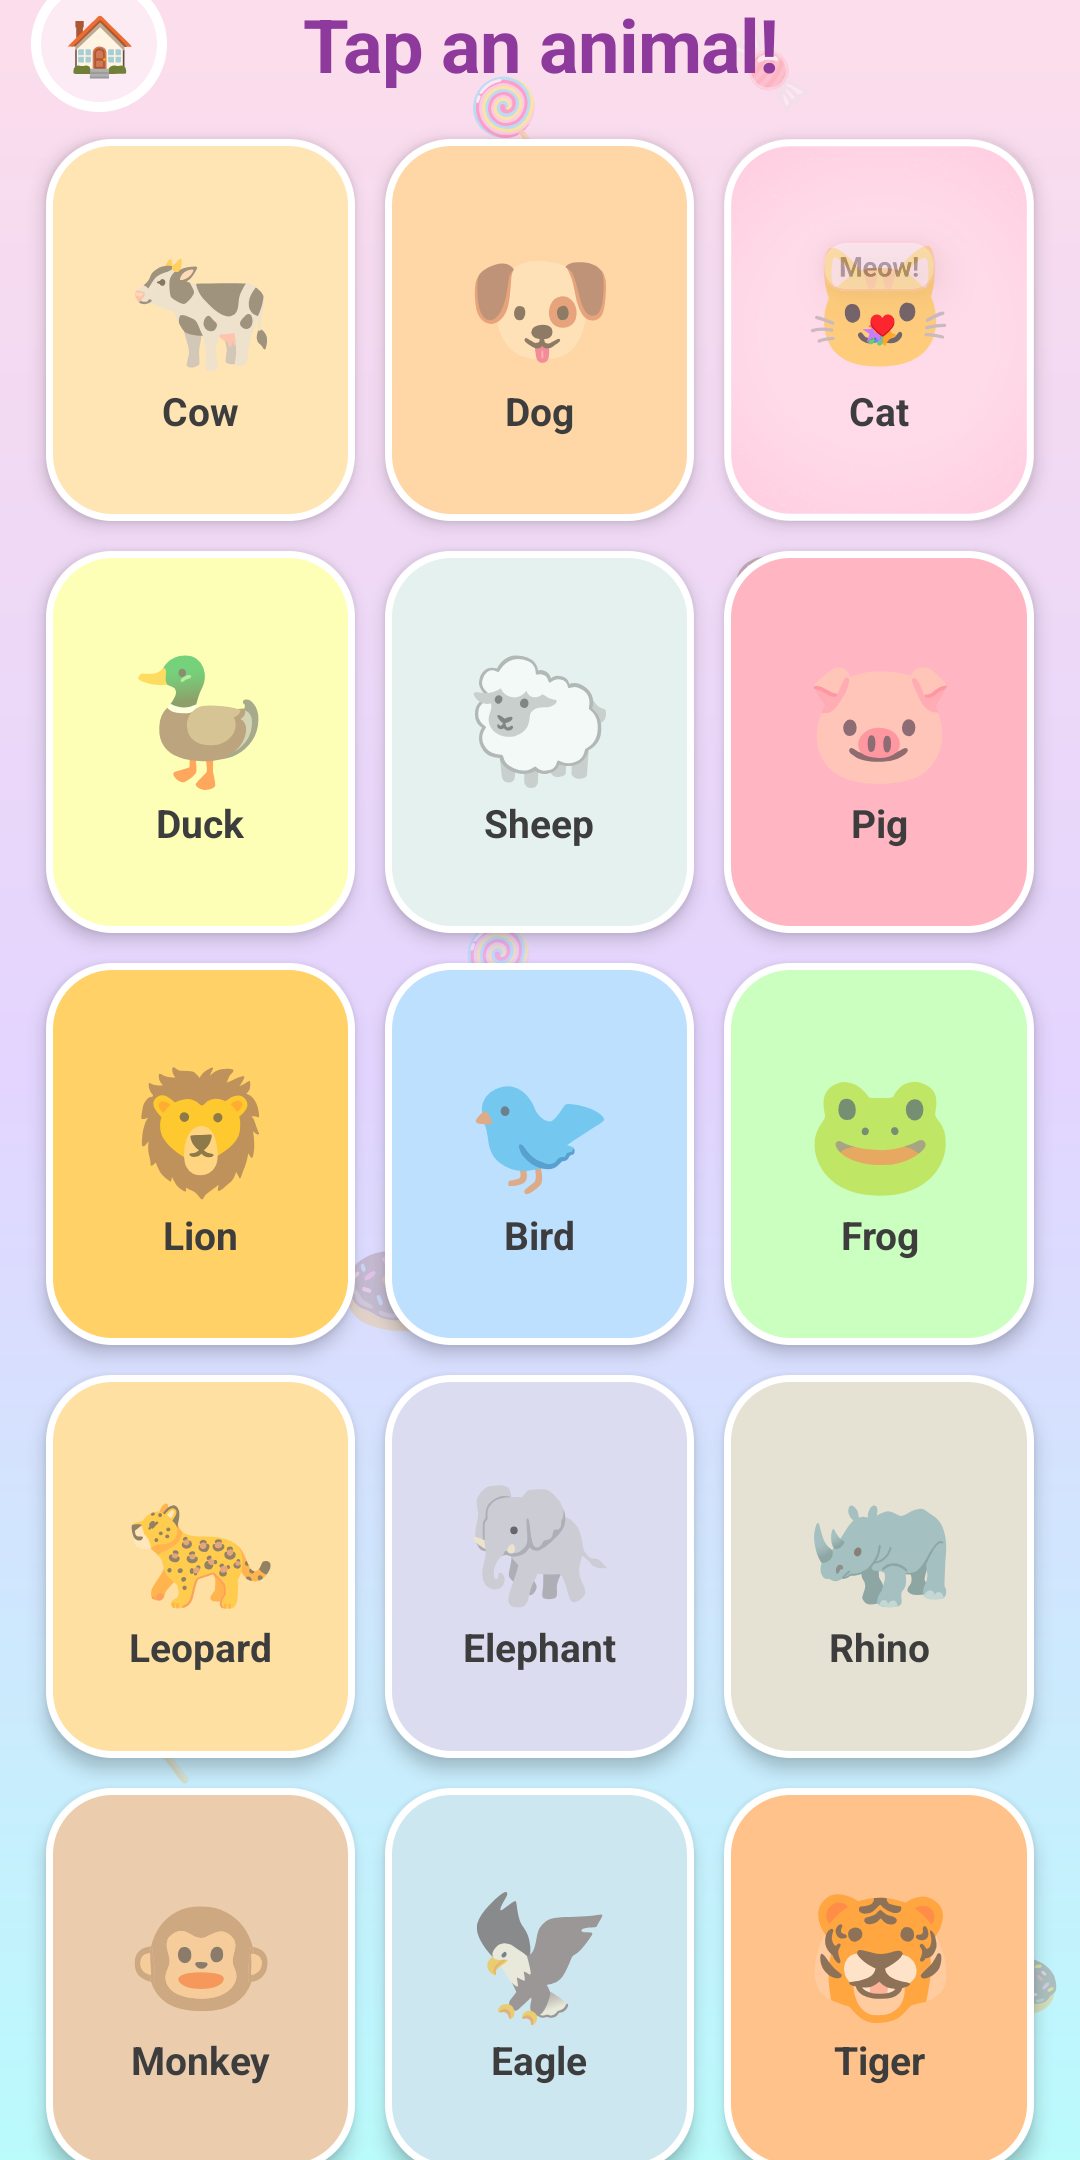 Tap an animal!
Meow!
Cow
Dog
Cat
Duck
Sheep
Pig
Lion
Bird
Frog
Leopard
Elephant
Rhino
Monkey
Eagle
Tiger